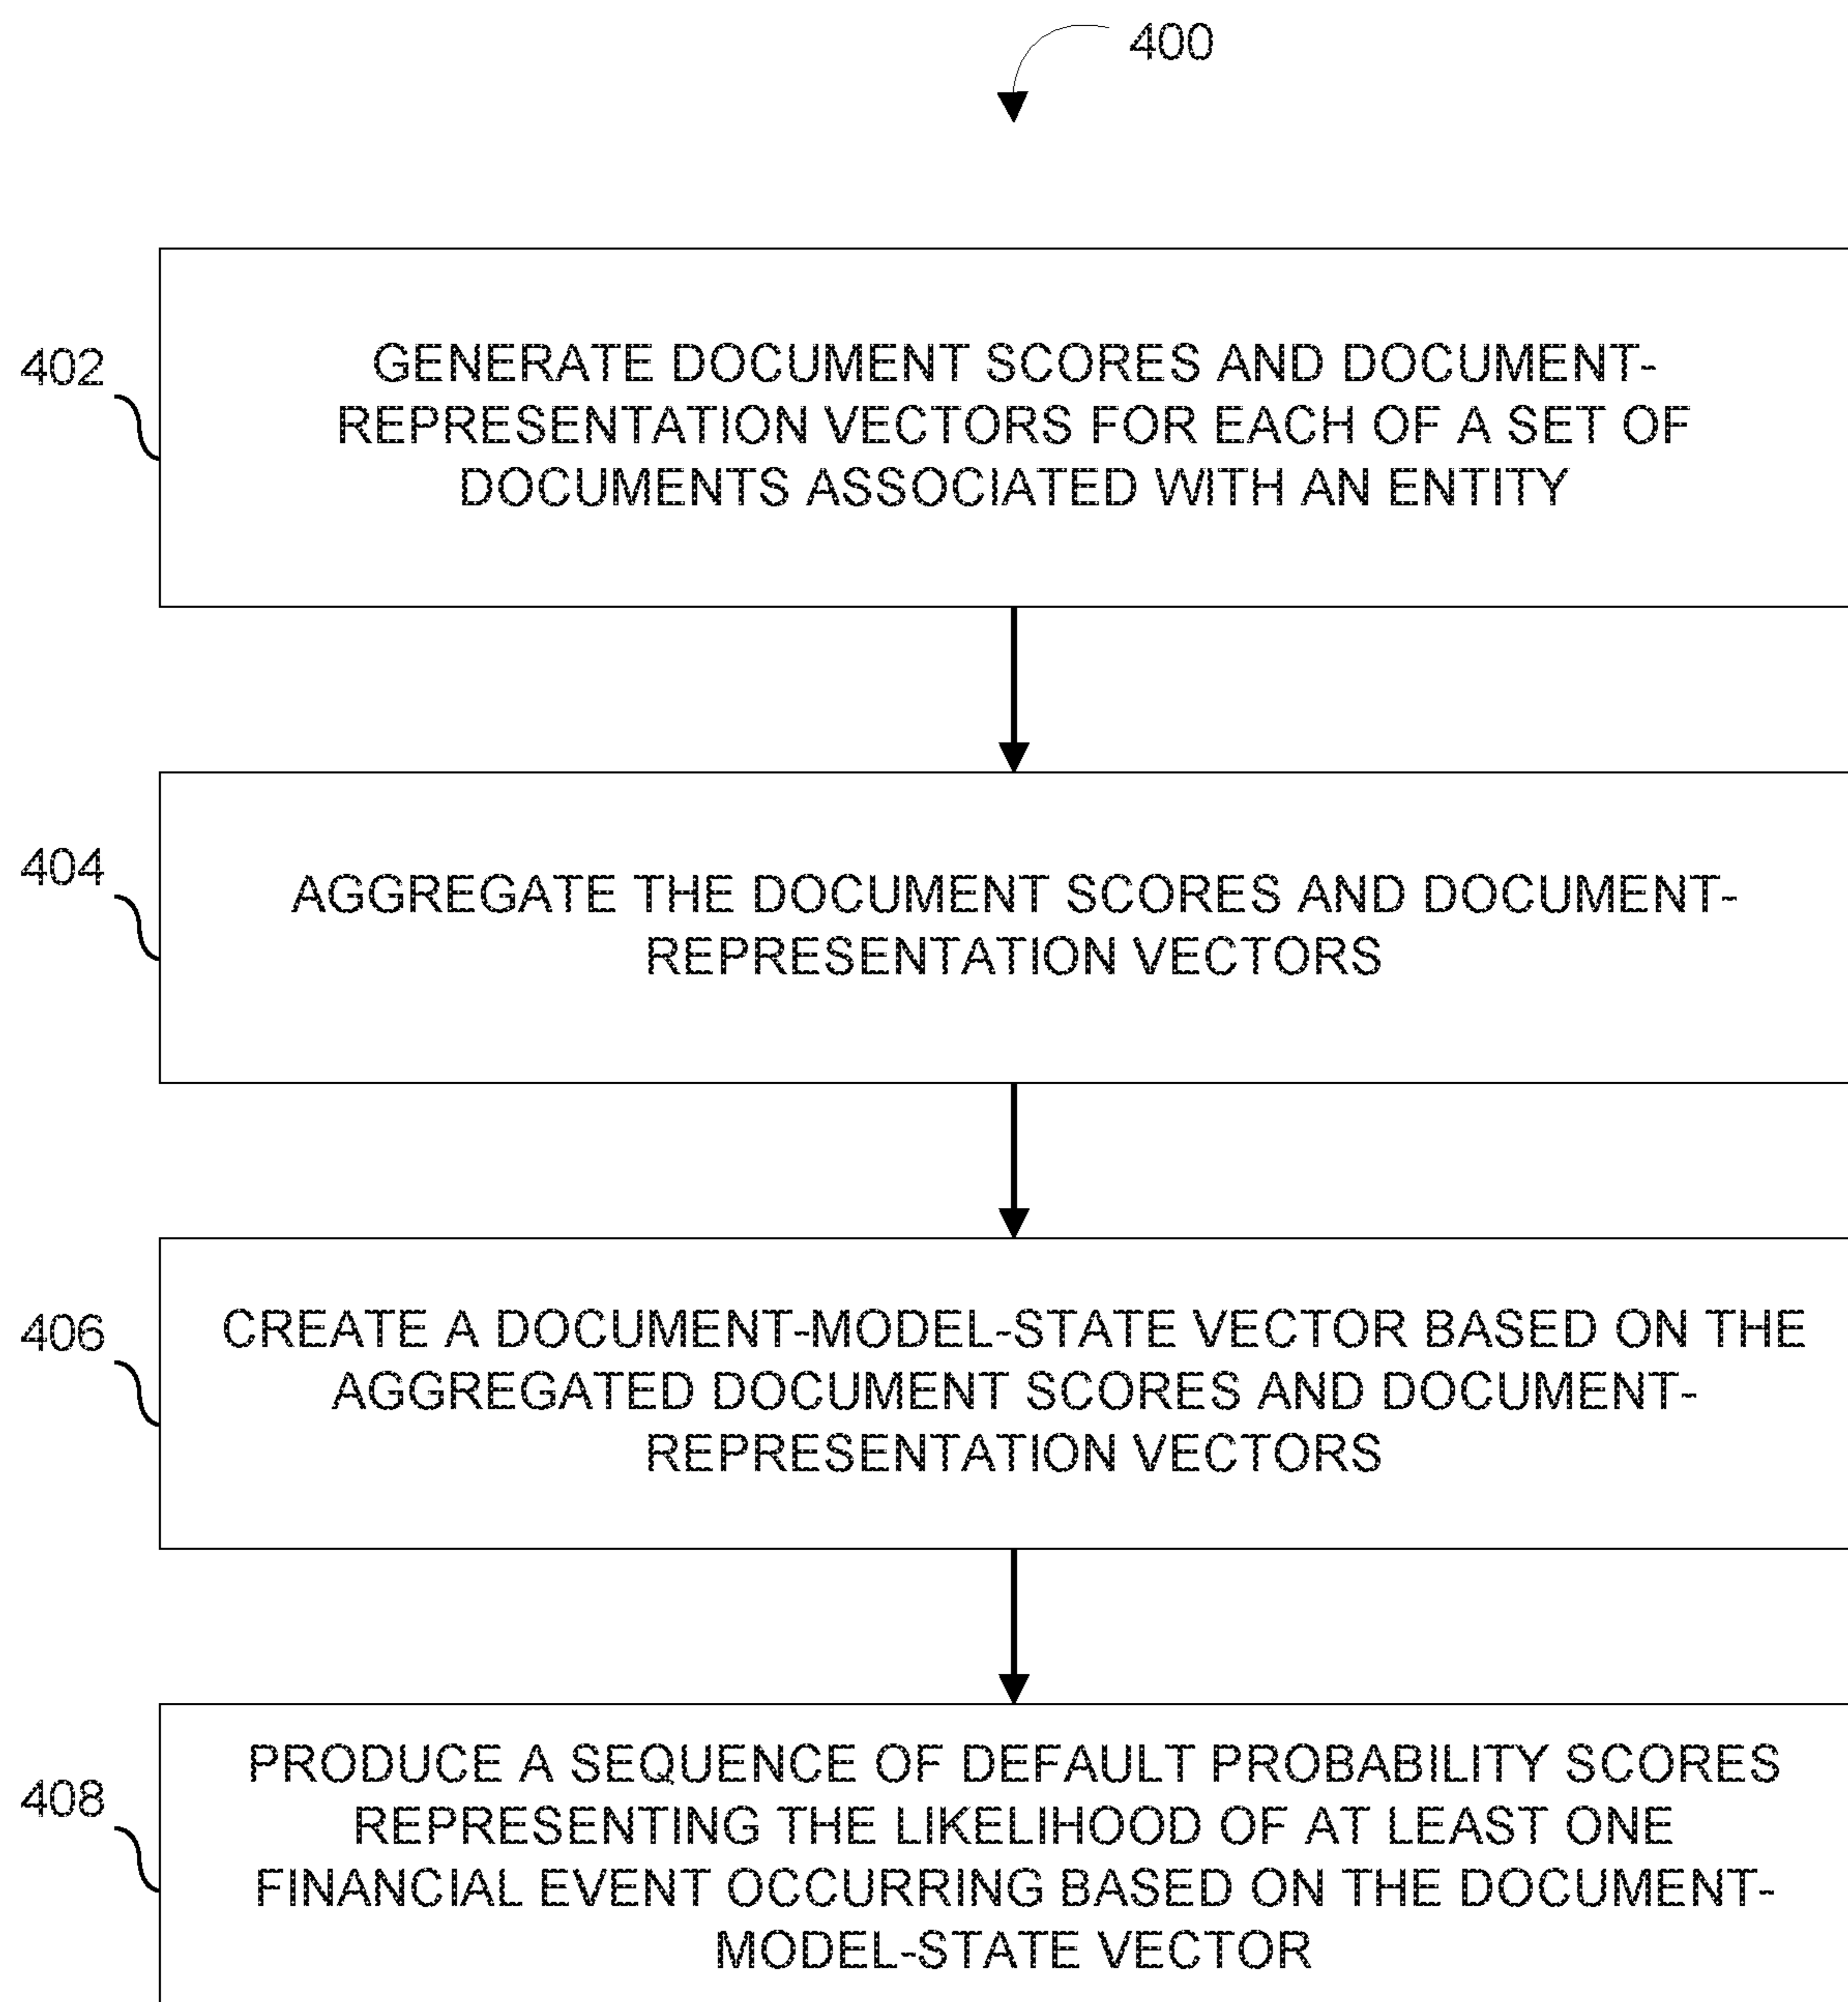 400
402
GENERATE DOCUMENT SCORES AND DOCUMENT-
REPRESENTATION VECTORS FOR EACH OF A SET OF
DOCUMENTS ASSOCIATED WITH AN ENTITY
404
AGGREGATE THE DOCUMENT SCORES AND DOCUMENT-
REPRESENTATION VECTORS
406
CREATE A DOCUMENT-MODEL-STATE VECTOR BASED ON THE
AGGREGATED DOCUMENT SCORES AND DOCUMENT-
REPRESENTATION VECTORS
408
PRODUCE A SEQUENCE OF DEFAULT PROBABILITY SCORES
REPRESENTING THE LIKELIHOOD OF AT LEAST ONE
FINANCIAL EVENT OCCURRING BASED ON THE DOCUMENT-
MODEL-STATE VECTOR